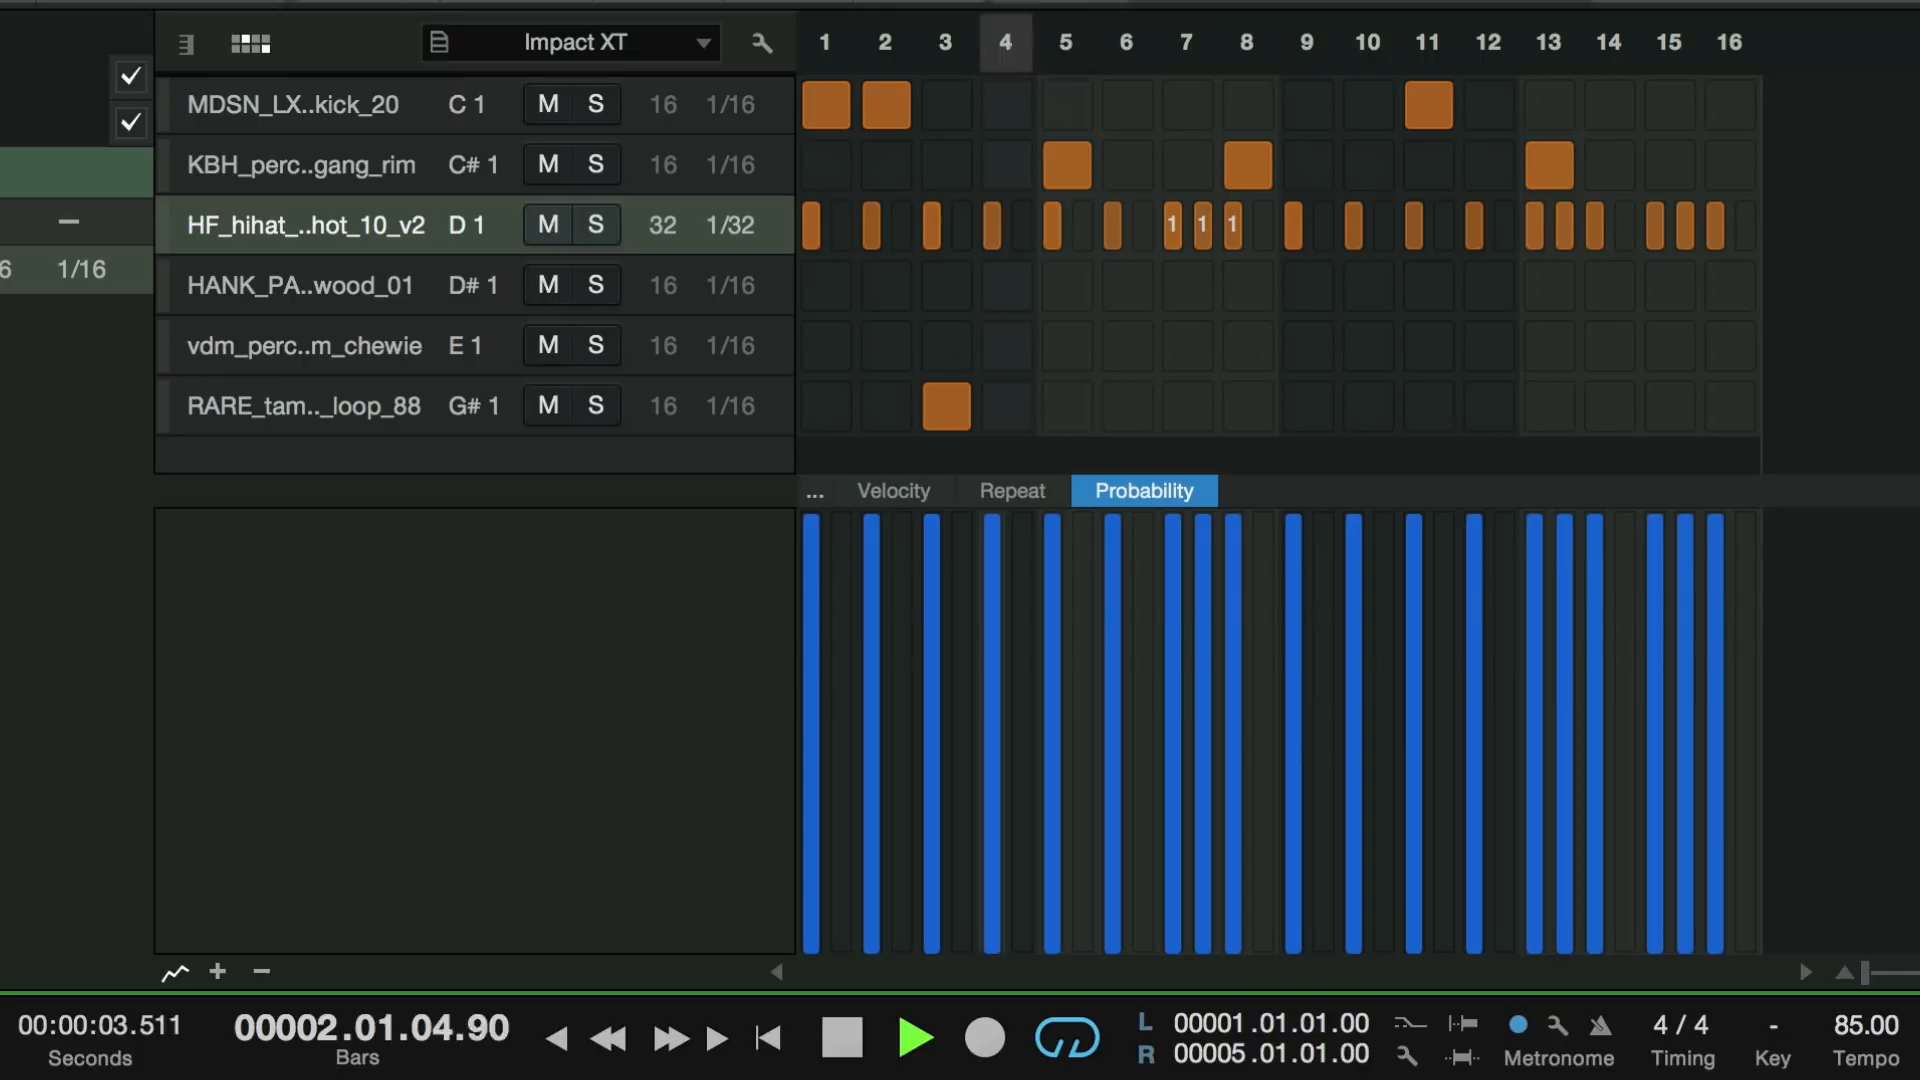 Impact XT 1 2 3 4 5 6 7 8 9 10 11 12 13 14 15 16
MDSN_LX..kick_20 C 1 M S 16 1/16
KBH_perc..gang_rim C# 1 M S 16 1/16
HF_hihat_..hot_10_v2 D 1 M S 32 1/32 1 1 1
6 1/16
HANK_PA..wood_01 D# 1 M S 16 1/16
vdm_perc..m_chewie E 1 M S 16 1/16
RARE_tam.._loop_88 G# 1 M S 16 1/16
... Velocity Repeat Probability
00:00:03.511 00002.01.04.90 L 00001.01.01.00 4 / 4 - 85.00
Seconds Bars R 00005.01.01.00 Metronome Timing Key Tempo